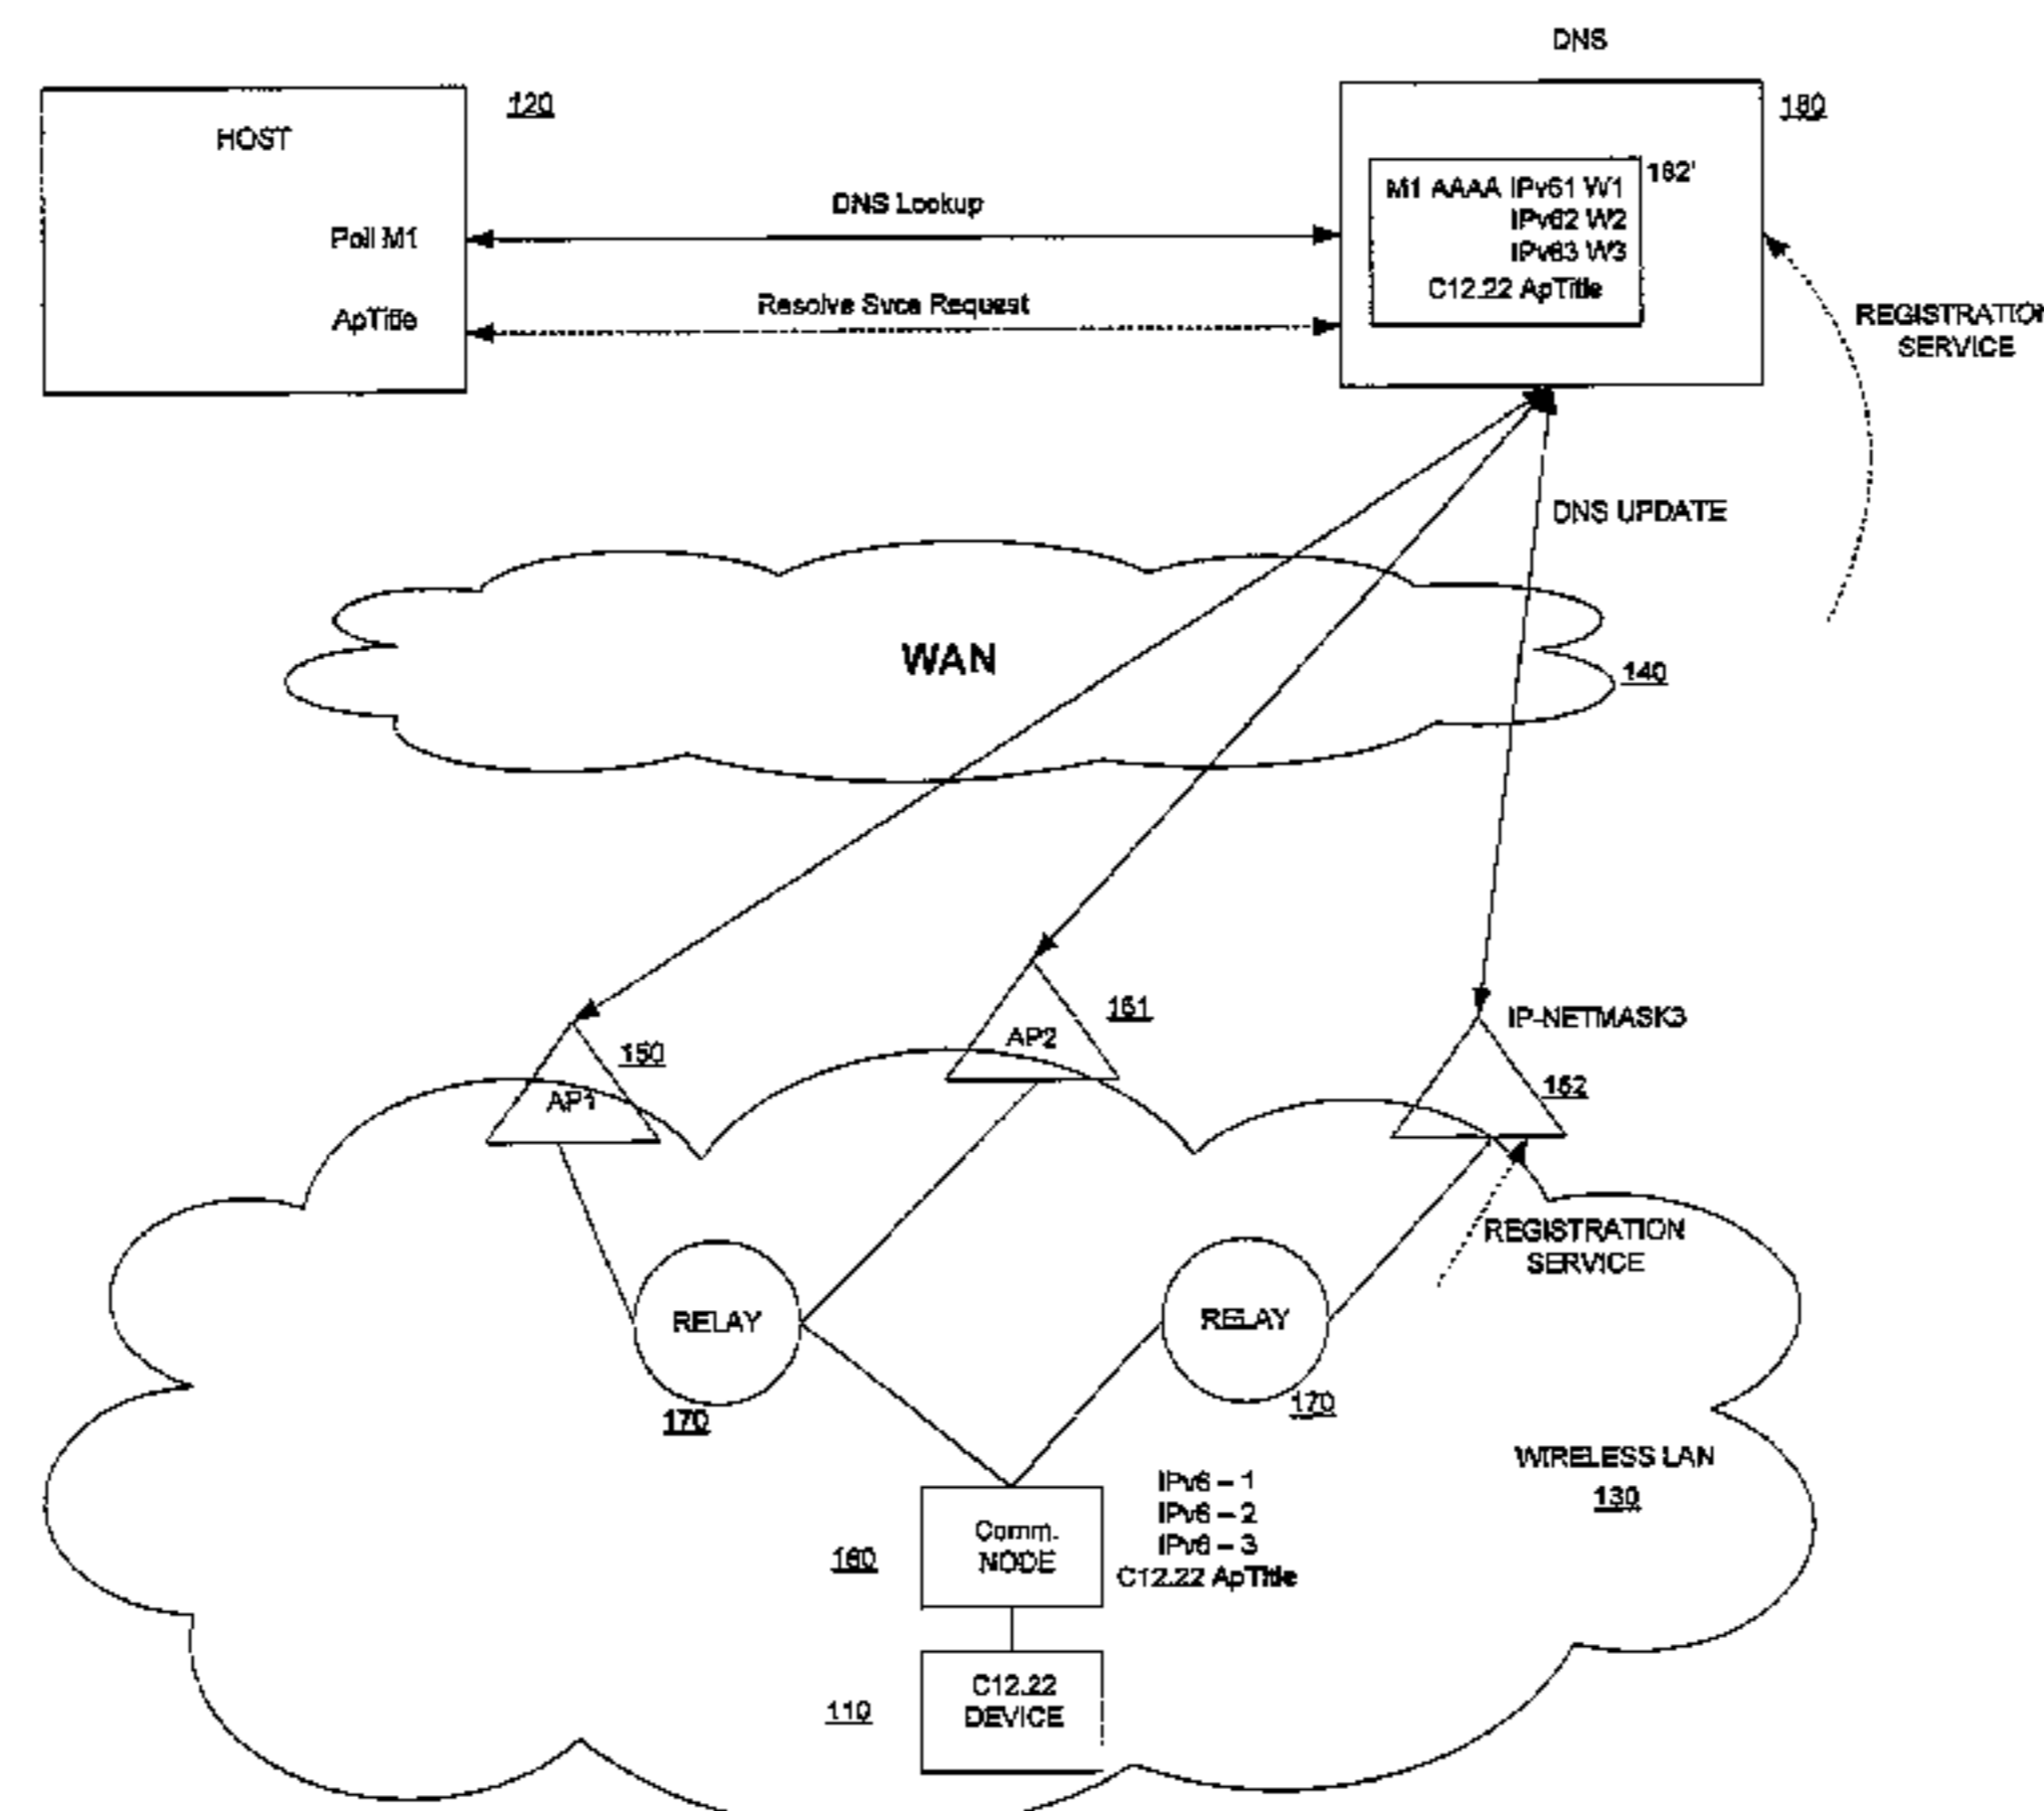 DNS
120
180
HOST
182'
M1 AAAA IPv61 W1
IPv62 W2
IPv63 W3
C12.22 ApTitle
DNS Lookup
Poll M1
Resolve Svce Request
ApTitle
REGISTRATION
SERVICE
DNS UPDATE
WAN
140
151
IP-NETMASK3
AP2
150
152
AP1
REGISTRATION
SERVICE
RELAY
RELAY
170
170
WIRELESS LAN
130
IPv6 – 1
IPv6 – 2
IPv6 – 3
C12.22 ApTitle
Comm.
NODE
160
C12.22
DEVICE
110